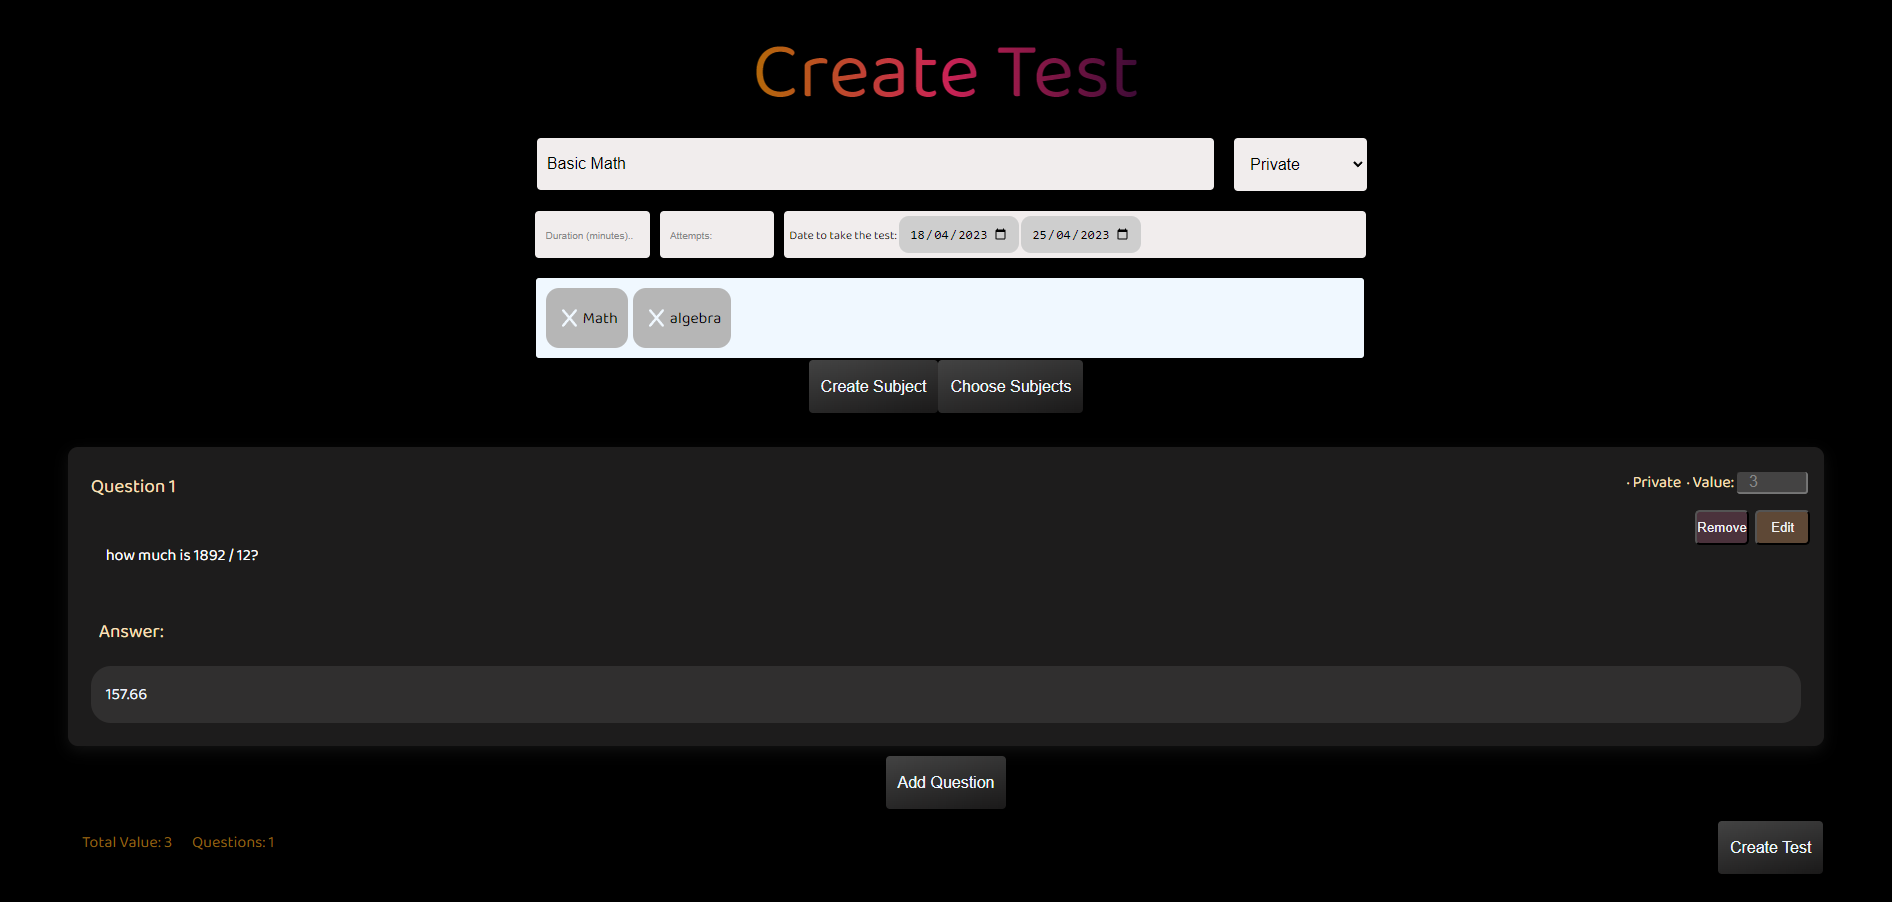 Create Test
Basic Math
Private
Duration (minutes)..
Attempts:
Date to take the test: 18/04/2023 25/04/2023
Math
algebra
Create Subject
Choose Subjects
Question 1
· Private · Value: 3
Remove
Edit
how much is 1892 / 12?
Answer:
157.66
Add Question
Total Value: 3
Questions: 1
Create Test